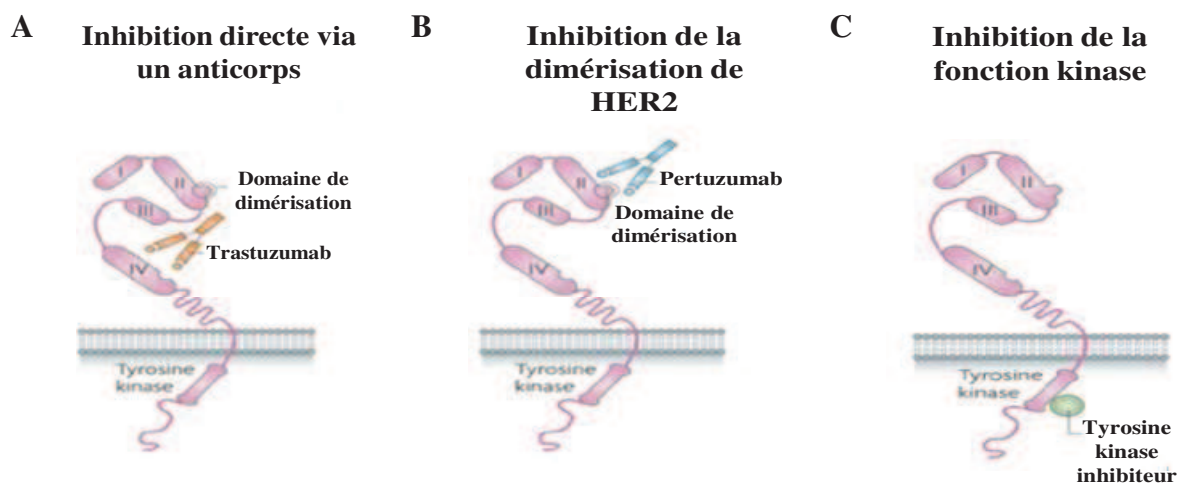 A
Inhibition directe via
un anticorps
I
II
III
IV
Domaine de
dimérisation
Trastuzumab
Tyrosine
kinase
B
Inhibition de la
dimérisation de
HER2
I
II
III
IV
Pertuzumab
Domaine de
dimérisation
Tyrosine
kinase
C
Inhibition de la
fonction kinase
I
II
III
IV
Tyrosine
kinase
Tyrosine
kinase
inhibiteur